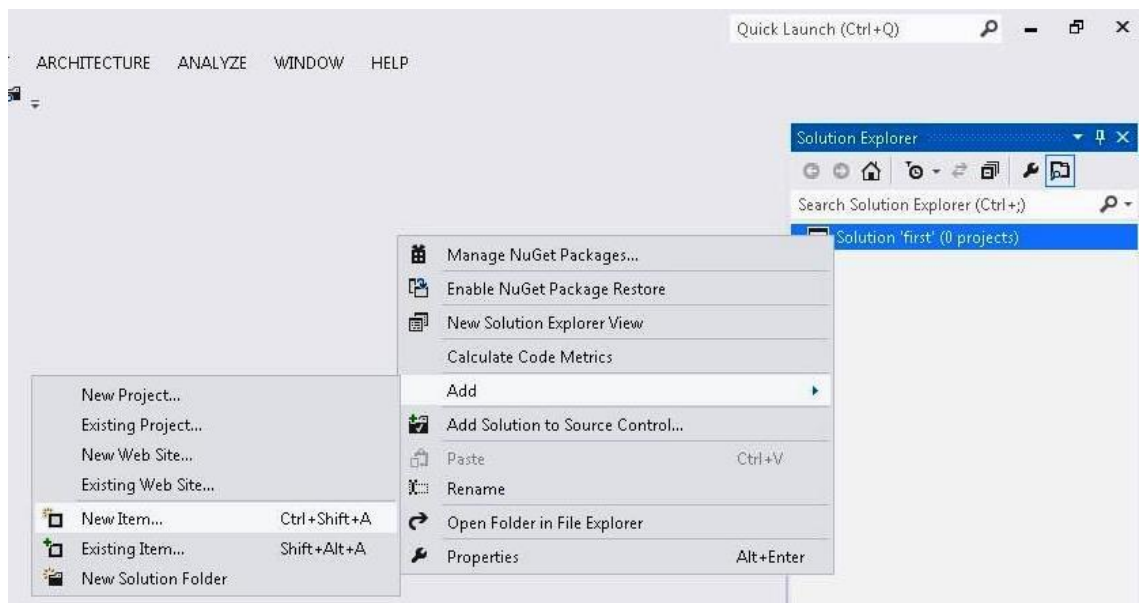 Quick Launch (Ctrl+Q)
ARCHITECTURE ANALYZE WINDOW HELP
Solution Explorer
Search Solution Explorer (Ctrl+;)
Solution 'first' (0 projects)
Manage NuGet Packages...
Enable NuGet Package Restore
New Solution Explorer View
Calculate Code Metrics
Add
Add Solution to Source Control...
Paste Ctrl+V
Rename
Open Folder in File Explorer
Properties Alt+Enter
New Project...
Existing Project...
New Web Site...
Existing Web Site...
New Item... Ctrl+Shift+A
Existing Item... Shift+Alt+A
New Solution Folder